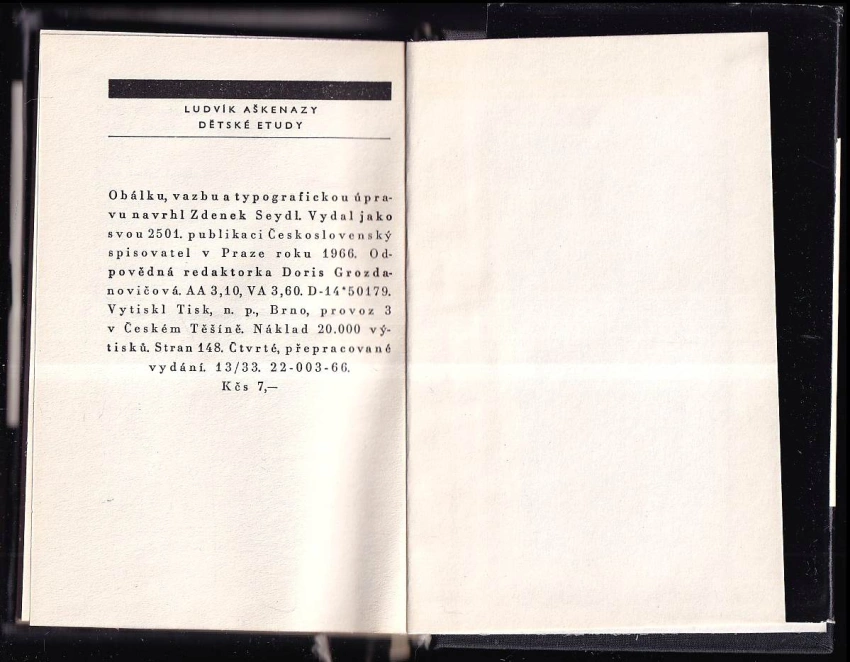 LUDVÍK AŠKENAZY
DĚTSKÉ ETUDY
Obálku, vazbu a typografickou úpra-
vu navrhl Zdenek Seydl. Vydal jako
svou 2501. publikaci Československý
spisovatel v Praze roku 1966. Od-
povědná redaktorka Doris Grozda-
novičová. AA 3,10, VA 3,60. D-14*50179.
Vytiskl Tisk, n. p., Brno, provoz 3
v Českém Těšíně. Náklad 20.000 vý-
tisků. Stran 148. Čtvrté, přepracované
vydání. 13/33. 22-003-66.
Kčs 7,—